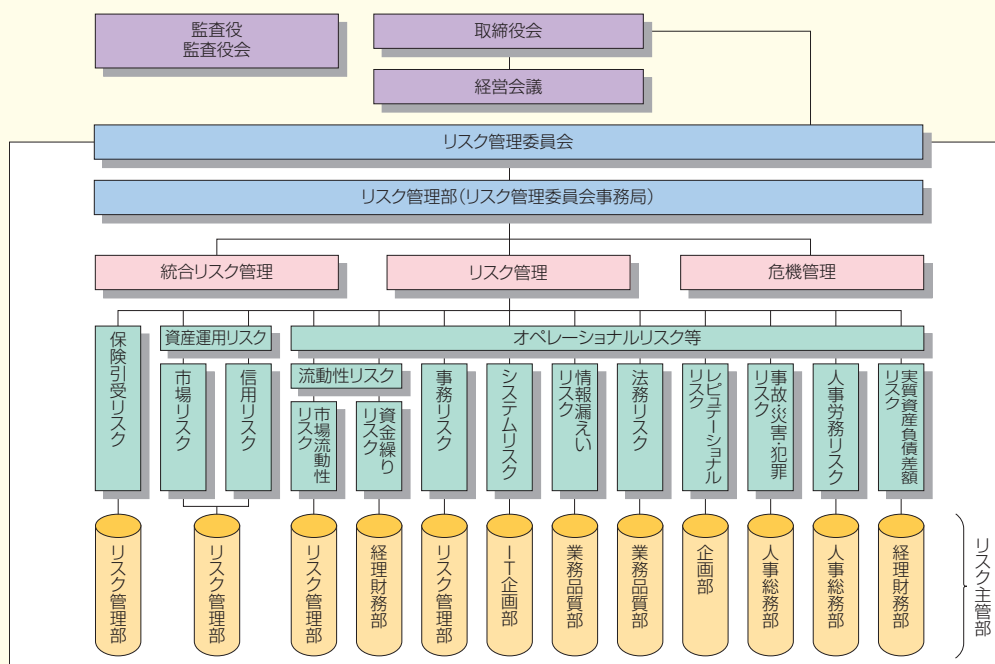 監査役
監査役会
取締役会
経営会議
リスク管理委員会
リスク管理部(リスク管理委員会事務局)
統合リスク管理
リスク管理
危機管理
保険引受リスク
資産運用リスク
オペレーショナルリスク等
市場リスク
信用リスク
流動性リスク
市場流動性
リスク
資金繰り
リスク
事務リスク
システムリスク
情報漏えい
リスク
法務リスク
レピュテーショナル
リスク
事故・災害・犯罪
リスク
人事労務リスク
実質資産負債差額
リスク
リスク管理部
リスク管理部
リスク管理部
経理財務部
リスク管理部
IT企画部
業務品質部
業務品質部
企画部
人事総務部
人事総務部
経理財務部
リスク主管部